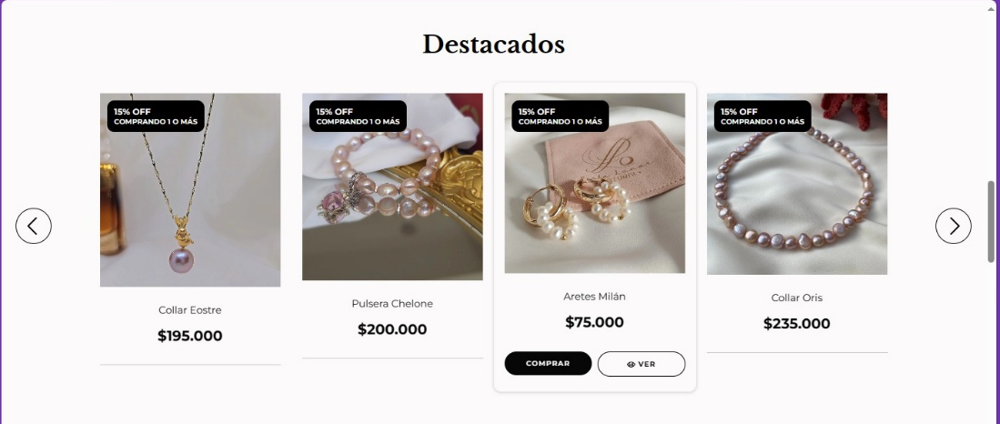 Destacados
15% OFF
COMPRANDO 1 O MÁS
15% OFF
COMPRANDO 1 O MÁS
15% OFF
COMPRANDO 1 O MÁS
15% OFF
COMPRANDO 1 O MÁS
Collar Eostre
$195.000
Pulsera Chelone
$200.000
Aretes Milán
$75.000
COMPRAR
VER
Collar Oris
$235.000